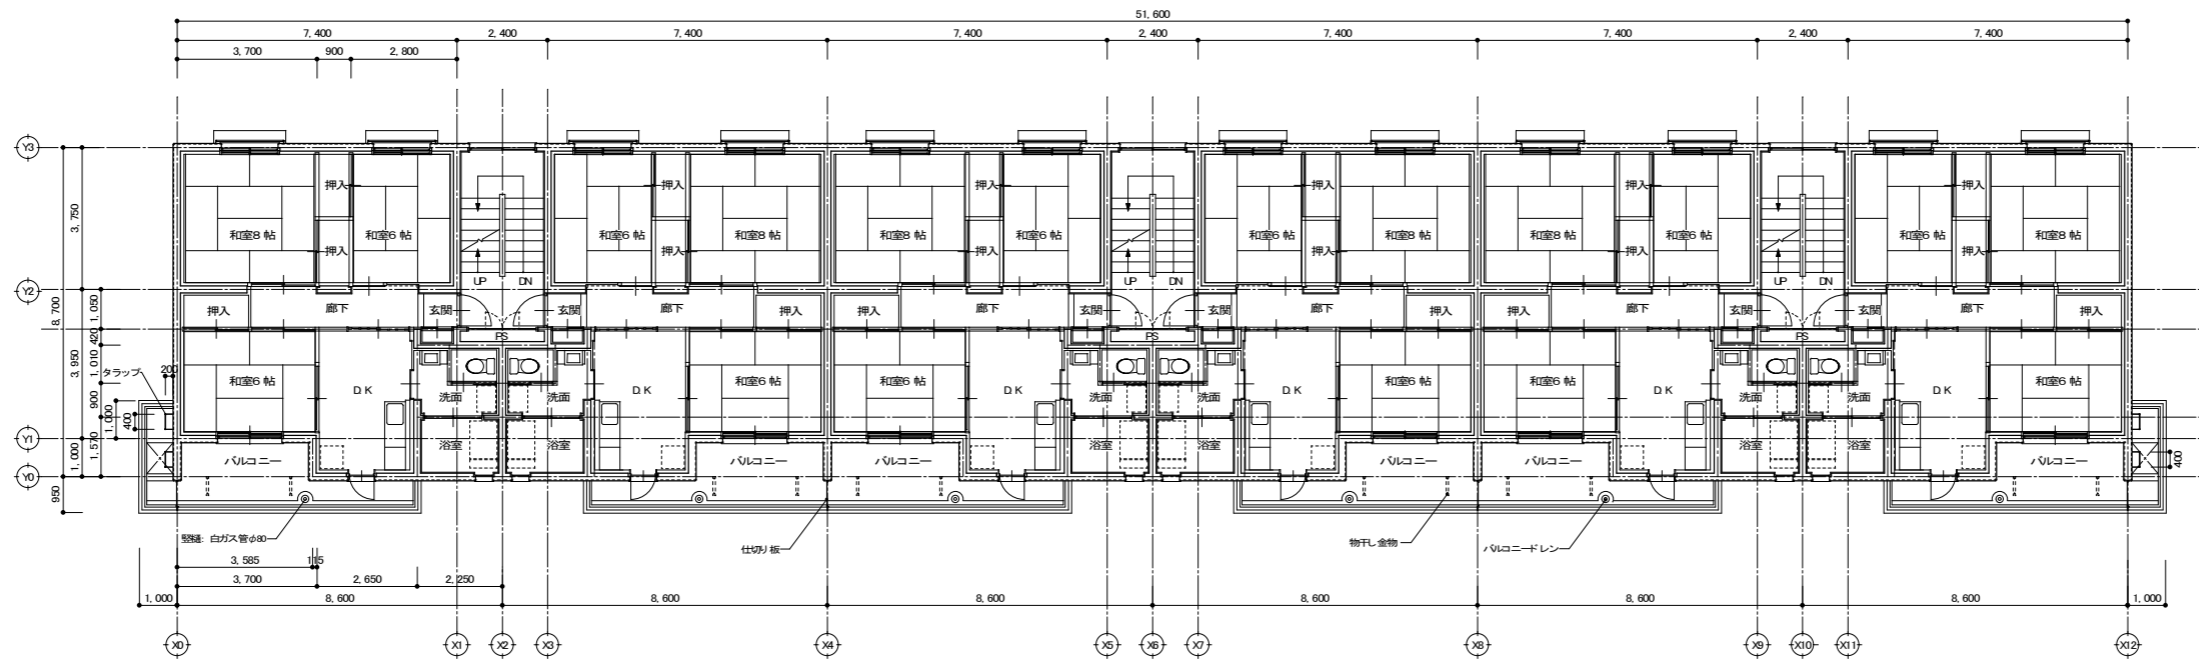 51,600
7,400 2,400 7,400 7,400 2,400 7,400 7,400 2,400 7,400
3,700 900 2,800
Y3
押入 押入 押入 押入 押入 押入
3,750
和室8帖 和室6帖 和室6帖 和室8帖 和室8帖 和室6帖 和室6帖 和室8帖 和室8帖 和室6帖 和室6帖 和室8帖
押入 押入 押入 押入 押入 押入
UP DN UP DN UP DN
Y2
8,700
1,050
押入 廊下 玄関 玄関 廊下 押入 押入 廊下 玄関 玄関 廊下 押入 押入 廊下 玄関 玄関 廊下 押入
420
PS PS PS
3,950
1,010
タラップ
200
和室6帖 和室6帖 和室6帖 和室6帖 和室6帖 和室6帖
DK DK DK DK DK DK
900
洗面 洗面 洗面 洗面 洗面 洗面
1,000
400
Y1
1,570
浴室 浴室 浴室 浴室 浴室 浴室
1,000
バルコニー バルコニー バルコニー バルコニー バルコニー バルコニー
400
Y0
950
竪樋: 白ガス管φ80
仕切り板
物干し金物
バルコニードレン
3,585 115
3,700 2,650 2,250
1,000 8,600 8,600 8,600 8,600 8,600 8,600 1,000
X0 X1 X2 X3 X4 X5 X6 X7 X8 X9 X10 X11 X12